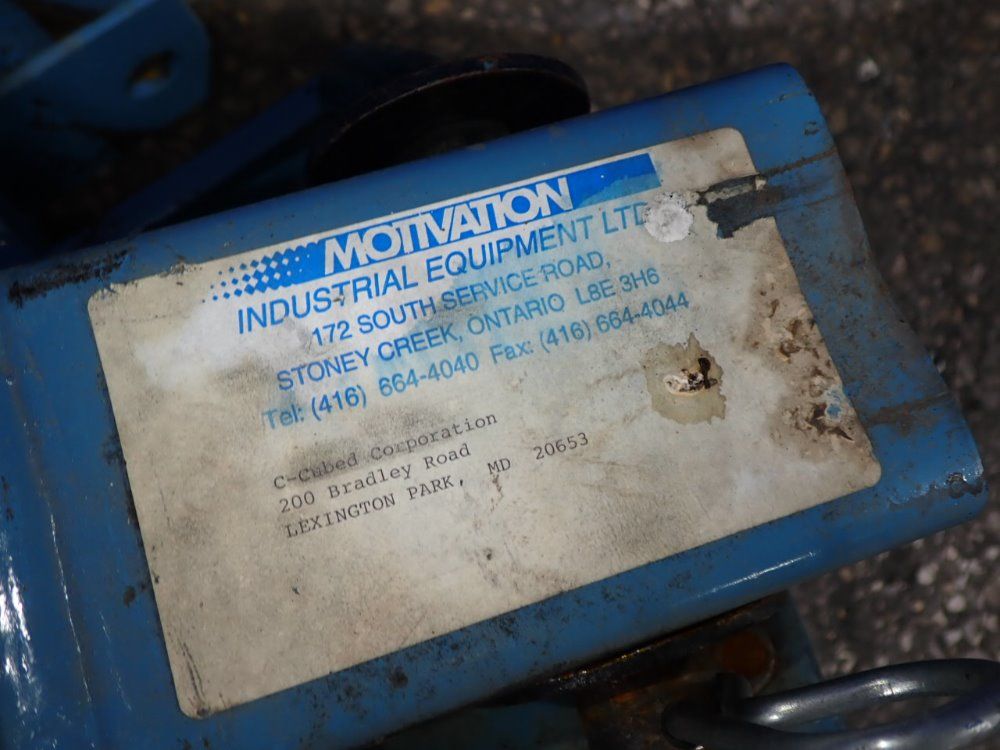 MOTIVATION
INDUSTRIAL EQUIPMENT LTD
172 SOUTH SERVICE ROAD,
STONEY CREEK, ONTARIO L8E 3H6
Tel: (416) 664-4040 Fax: (416) 664-4044
C-Cubed Corporation
200 Bradley Road
LEXINGTON PARK, MD 20653